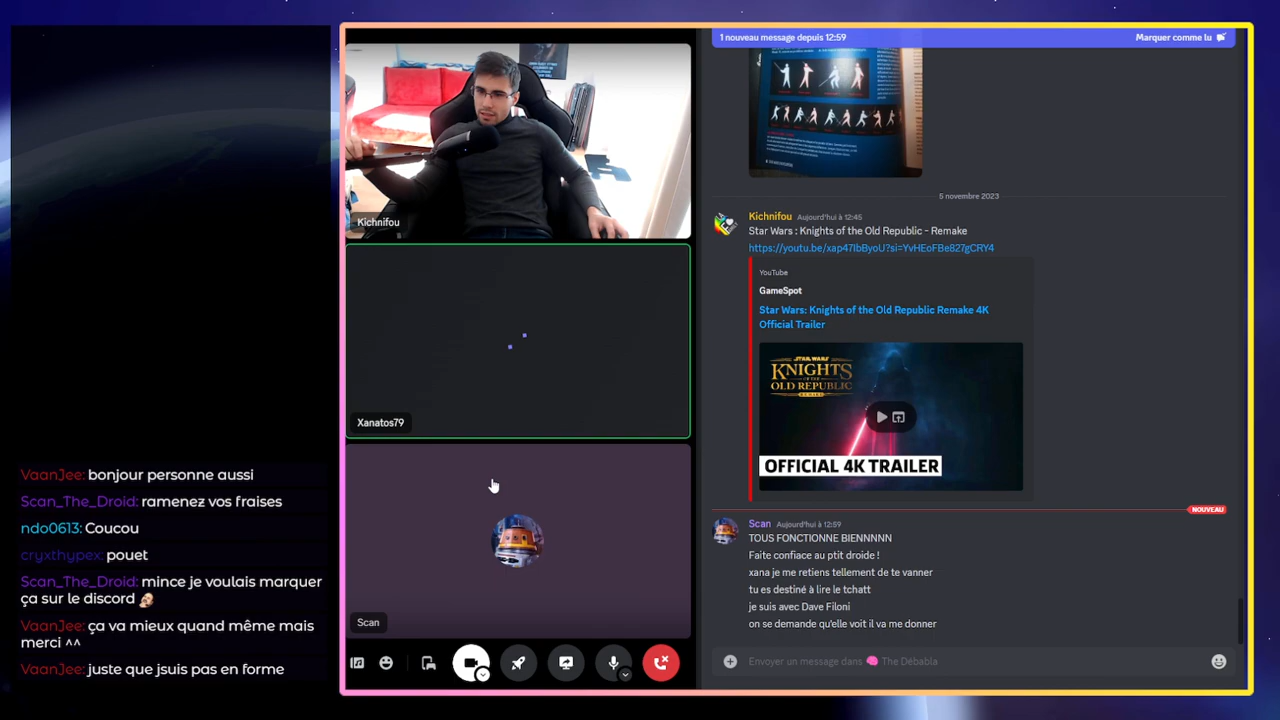 VaanJee: bonjour personne aussi
Scan_The_Droid: ramenez vos fraises
ndo0613: Coucou
cryxthypex: pouet
Scan_The_Droid: mince je voulais marquer
ça sur le discord
VaanJee: ça va mieux quand même mais
merci ^^
VaanJee: juste que jsuis pas en forme
Kichnifou
Xanatos79
Scan
1 nouveau message depuis 12:59
Marquer comme lu
5 novembre 2023
Kichnifou Aujourd'hui à 12:45
Star Wars : Knights of the Old Republic - Remake
https://youtu.be/xap47IbByoU?si=YvHEoFBe827gCRY4
YouTube
GameSpot
Star Wars: Knights of the Old Republic Remake 4K
Official Trailer
STAR WARS
KNIGHTS
OF THE
OLD REPUBLIC
REMAKE
OFFICIAL 4K TRAILER
NOUVEAU
Scan Aujourd'hui à 12:59
TOUS FONCTIONNE BIENNNNN
Faite confiace au ptit droide !
xana je me retiens tellement de te vanner
tu es destiné à lire le tchatt
je suis avec Dave Filoni
on se demande qu'elle voit il va me donner
Envoyer un message dans 🧠 The Débabla